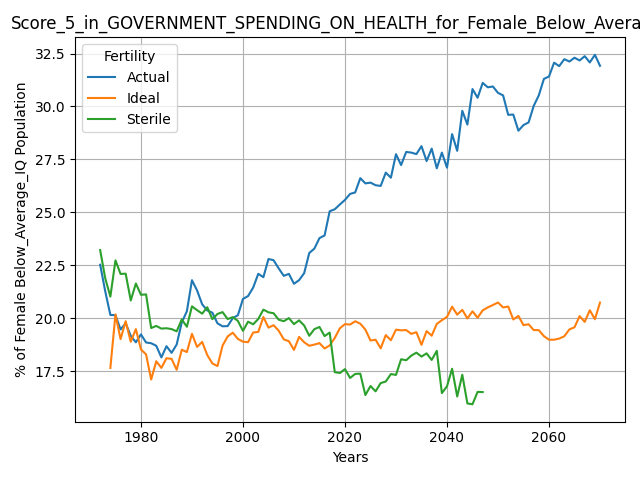 Score_5_in_GOVERNMENT_SPENDING_ON_HEALTH_for_Female_Below_Avera
Fertility
Actual
Ideal
Sterile
% of Female Below_Average_IQ Population
32.5
30.0
27.5
25.0
22.5
20.0
17.5
1980
2000
2020
2040
2060
Years